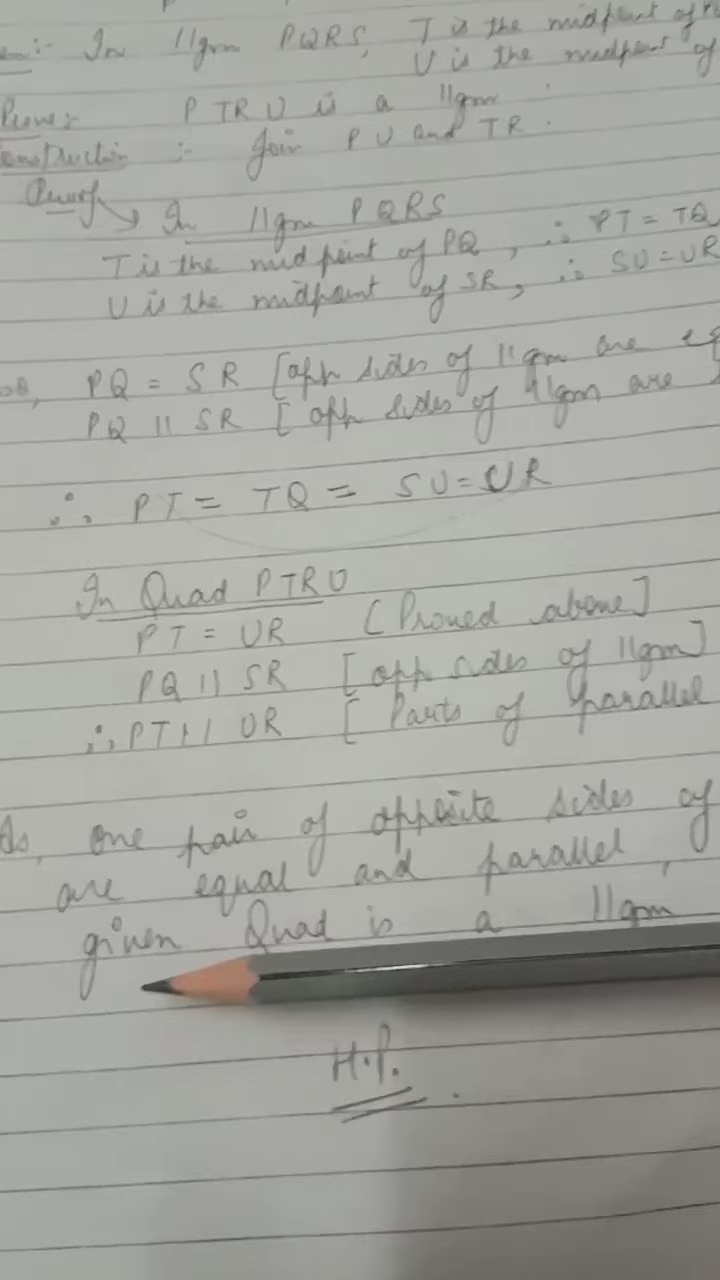 :- In ||gm PQRS, T is the midpoint of
U is the midpoint of
Prove:- PTRU is a ||gm.
Construction :- Join PU and TR.
Proof → In ||gm PQRS
T is the midpoint of PQ, ∴ PT = TQ
U is the midpoint of SR, ∴ SU = UR
PQ = SR [opp sides of ||gm are
PQ || SR [opp sides of ||gm are
∴ PT = TQ = SU = UR
In Quad PTRU
PT = UR [Proved above]
PQ || SR [opp sides of ||gm]
∴ PT || UR [Parts of parallel
As, one pair of opposite sides of
are equal and parallel,
given Quad is a ||gm
H.P.